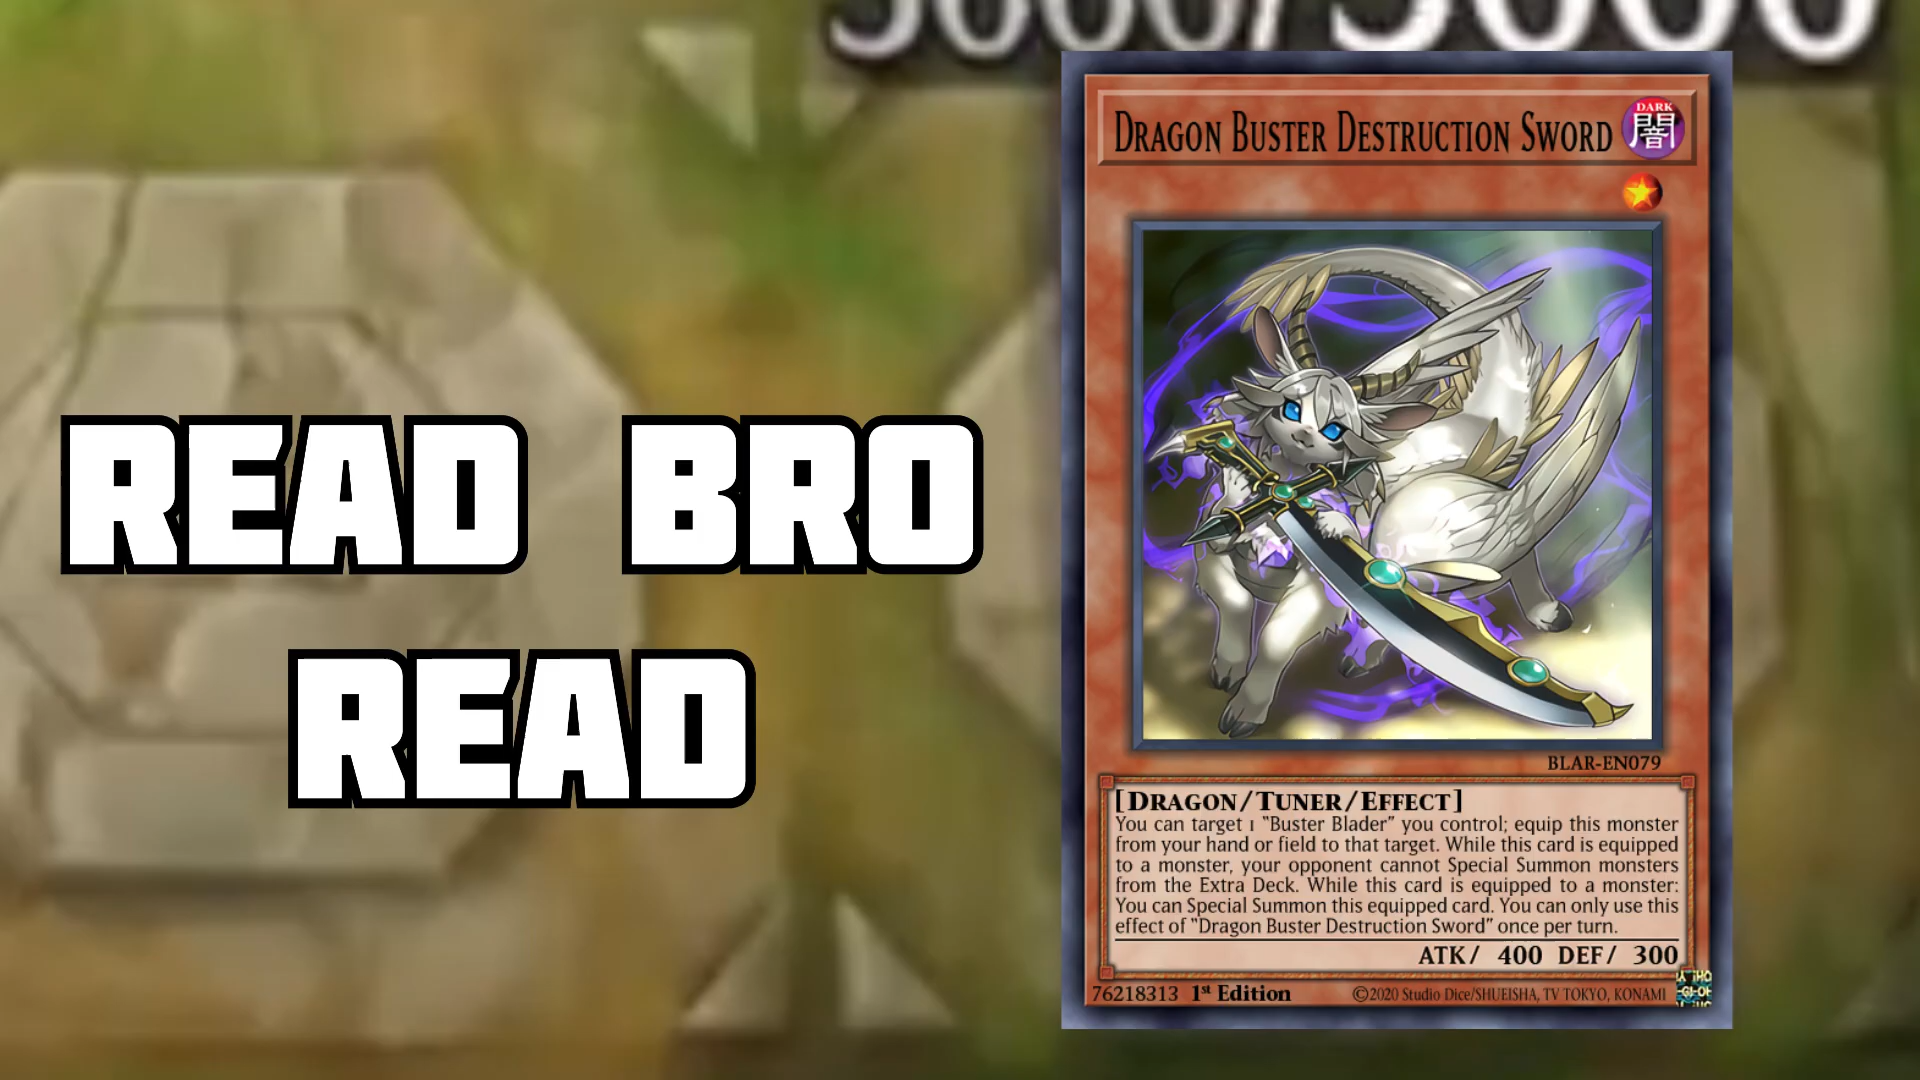 READ BRO
READ
DRAGON BUSTER DESTRUCTION SWORD
DARK
闇
BLAR-EN079
[DRAGON/TUNER/EFFECT]
You can target 1 "Buster Blader" you control; equip this monster
from your hand or field to that target. While this card is equipped
to a monster, your opponent cannot Special Summon monsters
from the Extra Deck. While this card is equipped to a monster:
You can Special Summon this equipped card. You can only use this
effect of "Dragon Buster Destruction Sword" once per turn.
ATK/ 400 DEF/ 300
76218313 1st Edition ©2020 Studio Dice/SHUEISHA, TV TOKYO, KONAMI